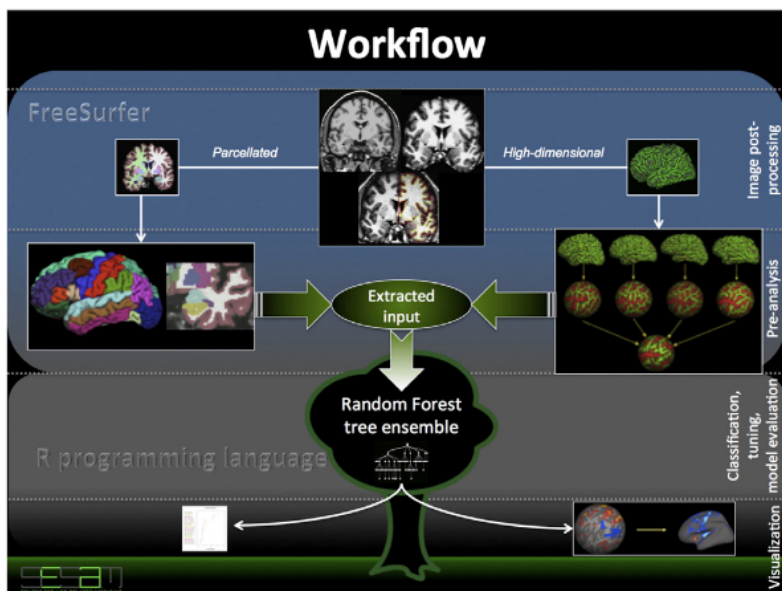 Workflow
FreeSurfer
Parcellated
High-dimensional
Image post-
processing
Pre-analysis
Extracted
input
Random Forest
tree ensemble
R programming language
Classification,
tuning,
model evaluation
Visualization
SESAM